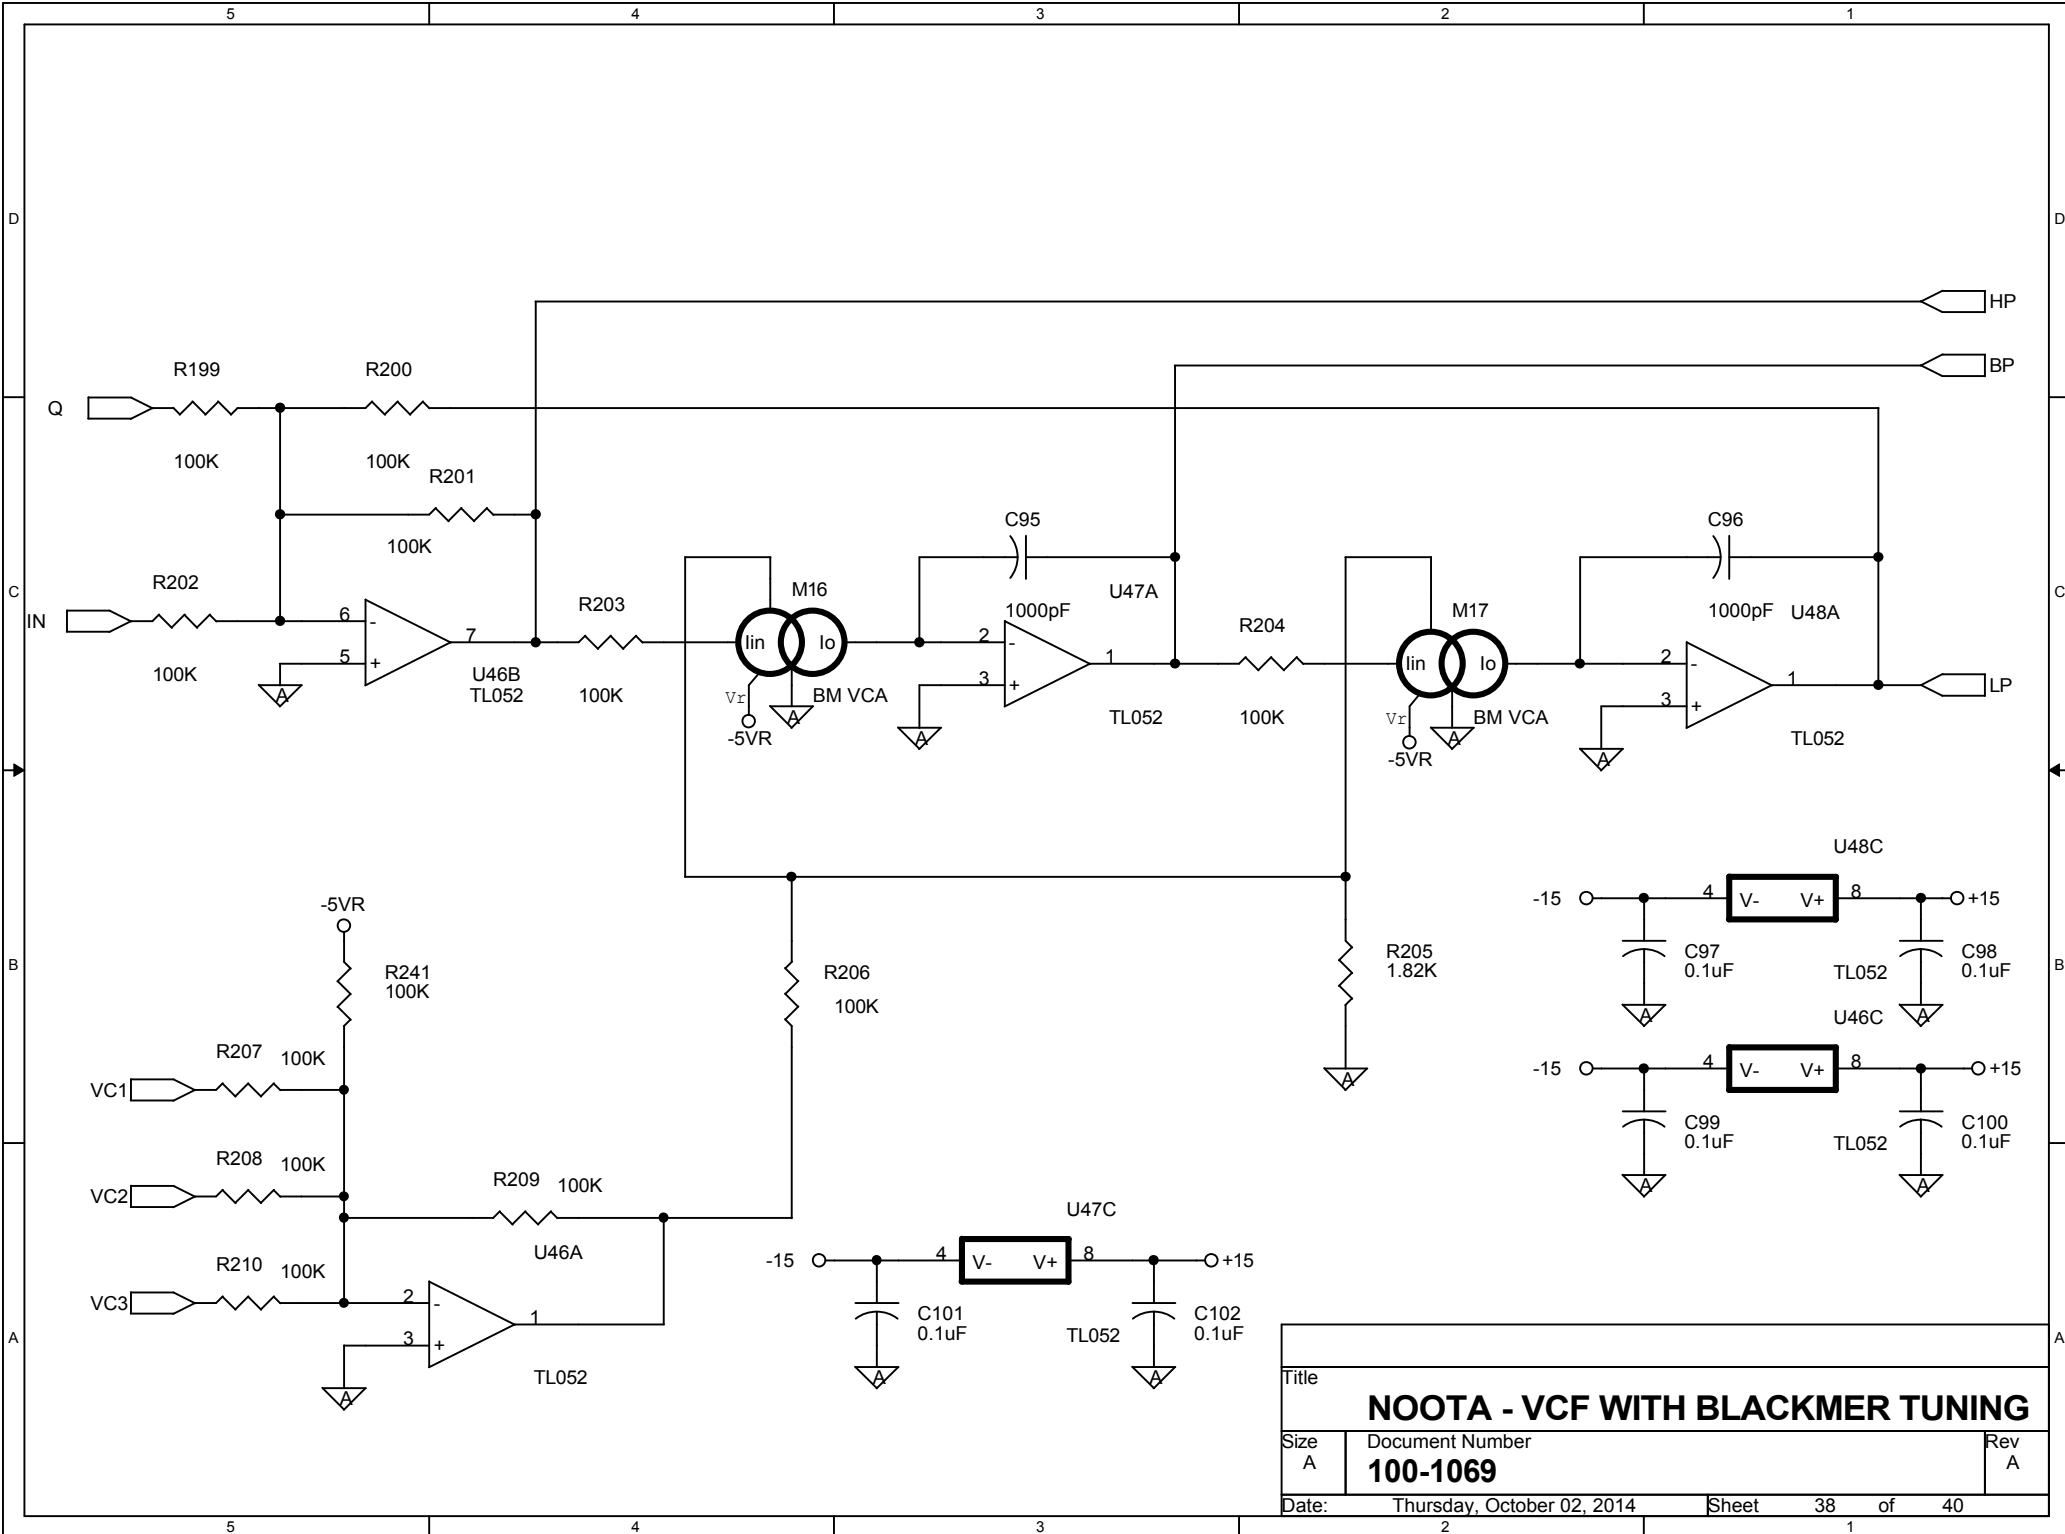 5 4 3 2 1
D D
HP
BP
R199 R200
Q
100K 100K
R201
100K
C95 C96
C C
R202 R203 M16 U47A M17
1000pF 1000pF U48A
IN 6 - 7 Iin Io 2 - 1 R204 Iin Io 2 - 1
5 + 3 + 3 +
100K U46B 100K Vr BM VCA 100K Vr BM VCA LP
TL052 TL052 TL052
A -5VR A A -5VR A A
U48C
-15 4 V- V+ 8 +15
-5VR
B B
R241 R206 R205 C97 C98
100K 100K 1.82K 0.1uF TL052 0.1uF
A A
U46C
R207 100K
VC1
-15 4 V- V+ 8 +15
A
C99 C100
0.1uF TL052 0.1uF
R208 100K
VC2
R209 100K
A A
U47C
U46A
-15 4 V- V+ 8 +15
R210 100K
VC3 2 - 1
3 +
C101 C102
0.1uF TL052 0.1uF
A A
TL052
A A A
Title
NOOTA - VCF WITH BLACKMER TUNING
Size Document Number Rev
A 100-1069 A
Date: Thursday, October 02, 2014 Sheet 38 of 40
5 4 3 2 1